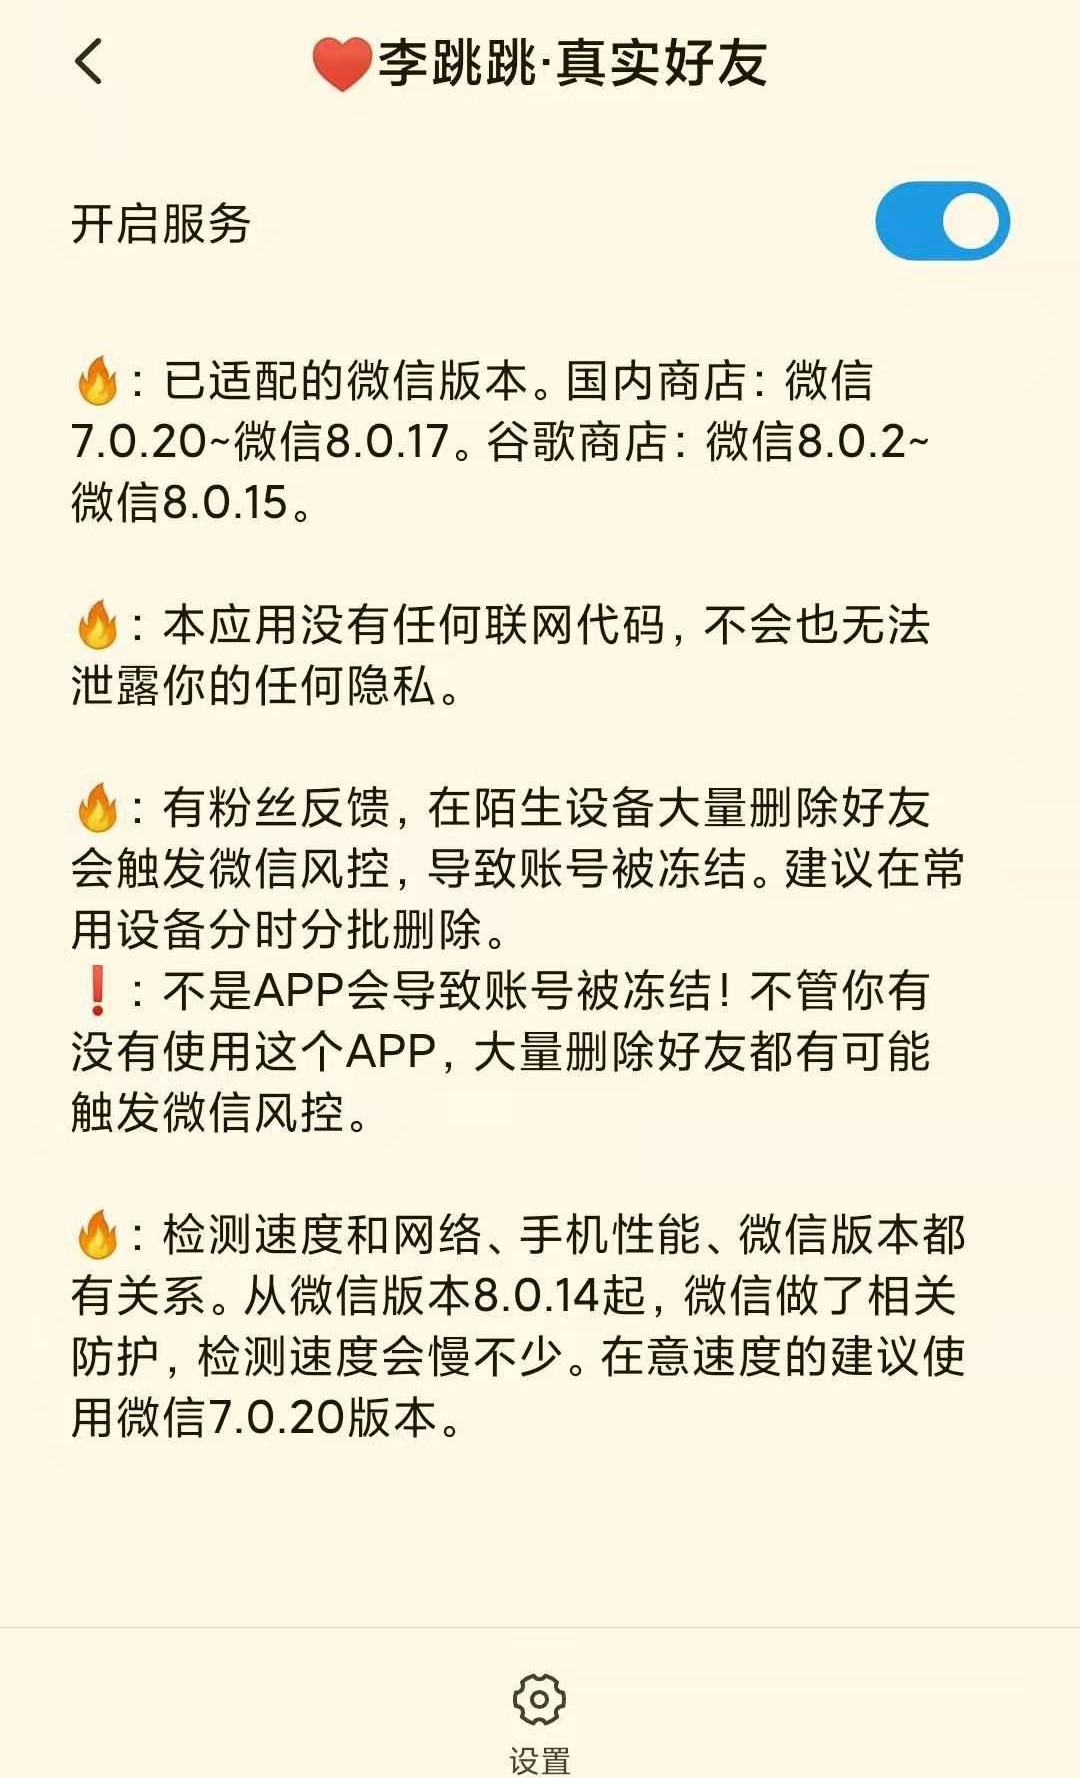 ❤️李跳跳·真实好友
开启服务
🔥：已适配的微信版本。国内商店：微信
7.0.20~微信8.0.17。谷歌商店：微信8.0.2~
微信8.0.15。
🔥：本应用没有任何联网代码，不会也无法
泄露你的任何隐私。
🔥：有粉丝反馈，在陌生设备大量删除好友
会触发微信风控，导致账号被冻结。建议在常
用设备分时分批删除。
❗：不是APP会导致账号被冻结！不管你有
没有使用这个APP，大量删除好友都有可能
触发微信风控。
🔥：检测速度和网络、手机性能、微信版本都
有关系。从微信版本8.0.14起，微信做了相关
防护，检测速度会慢不少。在意速度的建议使
用微信7.0.20版本。
设置